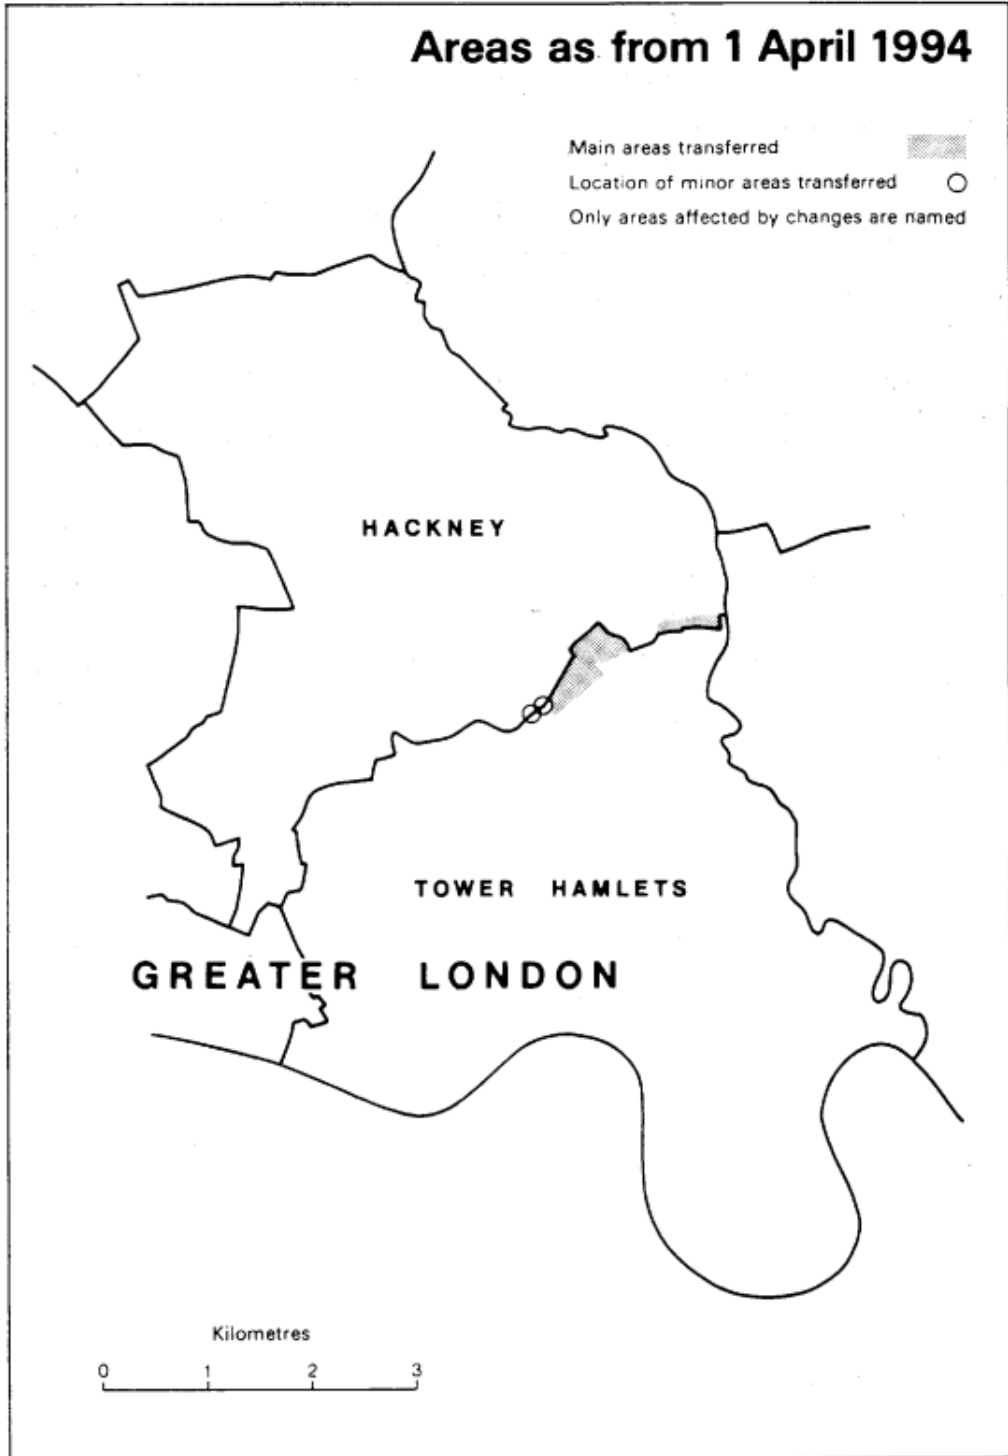 Areas as from 1 April 1994
Main areas transferred
Location of minor areas transferred
Only areas affected by changes are named
HACKNEY
TOWER HAMLETS
GREATER LONDON
Kilometres
0 1 2 3